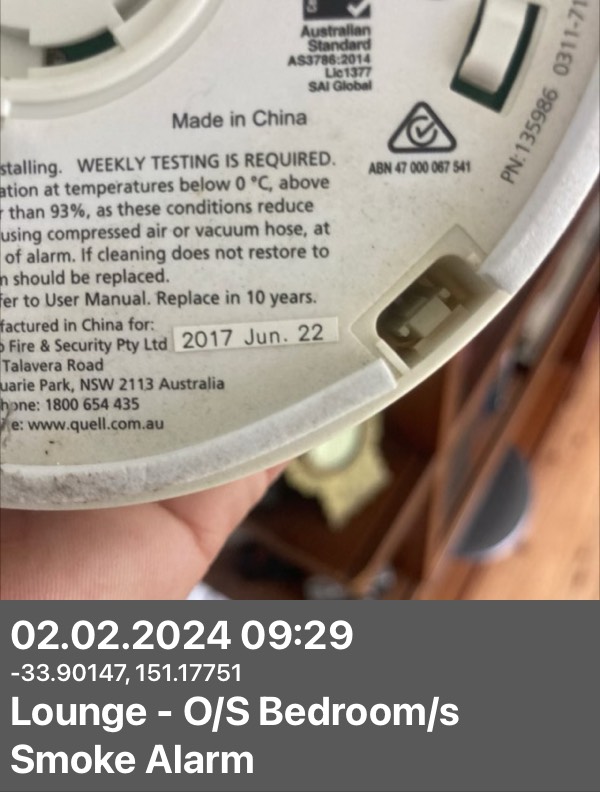 Australian
Standard
AS3786:2014
Lic1377
SAI Global
Made in China
PN:135986 0311-71
ABN 47 000 067 541
stalling. WEEKLY TESTING IS REQUIRED.
ation at temperatures below 0 °C, above
r than 93%, as these conditions reduce
using compressed air or vacuum hose, at
of alarm. If cleaning does not restore to
n should be replaced.
fer to User Manual. Replace in 10 years.
factured in China for:
o Fire & Security Pty Ltd
2017 Jun. 22
Talavera Road
uarie Park, NSW 2113 Australia
hone: 1800 654 435
e: www.quell.com.au
02.02.2024 09:29
-33.90147, 151.17751
Lounge - O/S Bedroom/s
Smoke Alarm